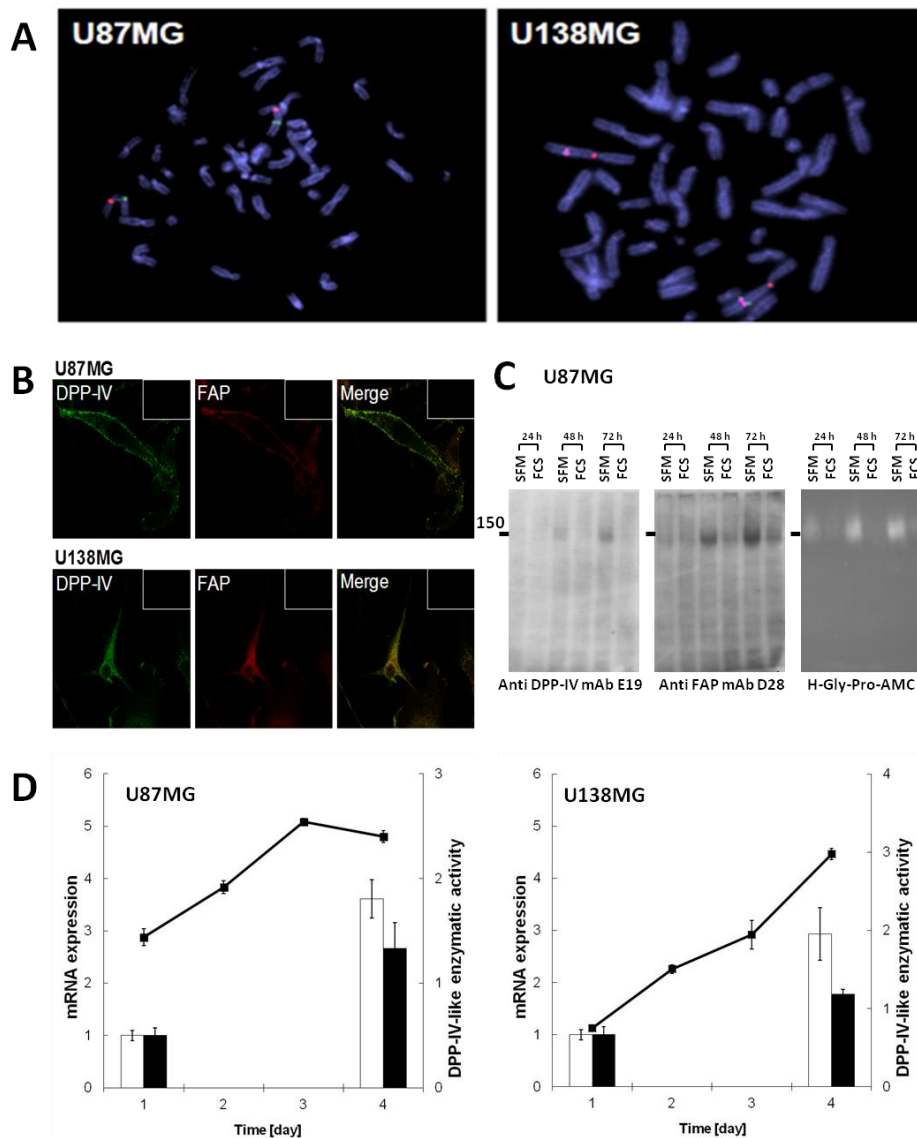 A
U87MG
U138MG
B
U87MG
DPP-IV
FAP
Merge
U138MG
DPP-IV
FAP
Merge
C
U87MG
24 h
48 h
72 h
24 h
48 h
72 h
24 h
48 h
72 h
SFM
FCS
SFM
FCS
SFM
FCS
SFM
FCS
SFM
FCS
SFM
FCS
SFM
FCS
SFM
FCS
SFM
FCS
150
Anti DPP-IV mAb E19
Anti FAP mAb D28
H-Gly-Pro-AMC
D
U87MG
mRNA expression
6
5
4
3
2
1
0
3
2
1
0
DPP-IV-like enzymatic activity
1
2
3
4
Time [day]
U138MG
mRNA expression
6
5
4
3
2
1
0
4
3
2
1
0
DPP-IV-like enzymatic activity
1
2
3
4
Time [day]